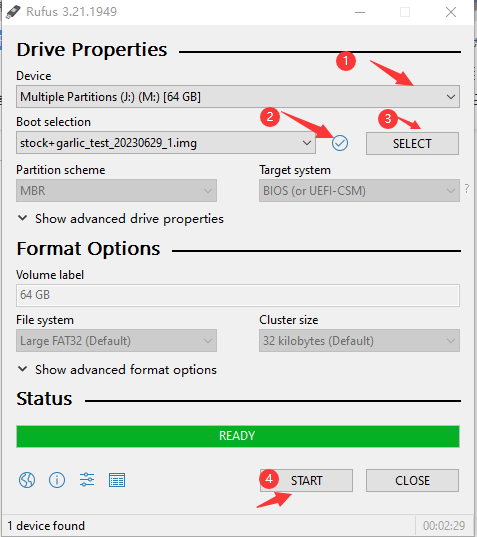 Rufus 3.21.1949
Drive Properties
Device
1
Multiple Partitions (J:) (M:) [64 GB]
Boot selection
2
3
stock+garlic_test_20230629_1.img
SELECT
Partition scheme
Target system
MBR
BIOS (or UEFI-CSM)
?
Show advanced drive properties
Format Options
Volume label
64 GB
File system
Cluster size
Large FAT32 (Default)
32 kilobytes (Default)
Show advanced format options
Status
READY
4
START
CLOSE
1 device found
00:02:29